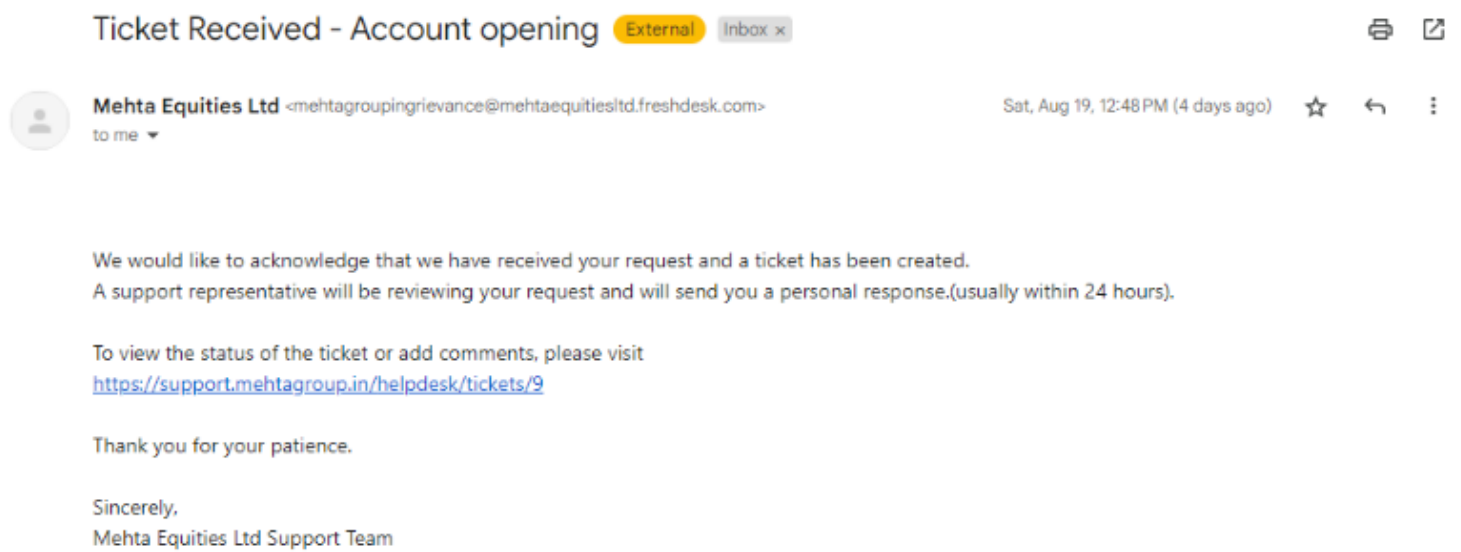 Ticket Received - Account opening External Inbox ×
Mehta Equities Ltd <mehtagroupingrievance@mehtaequitiesltd.freshdesk.com> Sat, Aug 19, 12:48 PM (4 days ago)
to me
We would like to acknowledge that we have received your request and a ticket has been created.
A support representative will be reviewing your request and will send you a personal response.(usually within 24 hours).
To view the status of the ticket or add comments, please visit
https://support.mehtagroup.in/helpdesk/tickets/9
Thank you for your patience.
Sincerely,
Mehta Equities Ltd Support Team